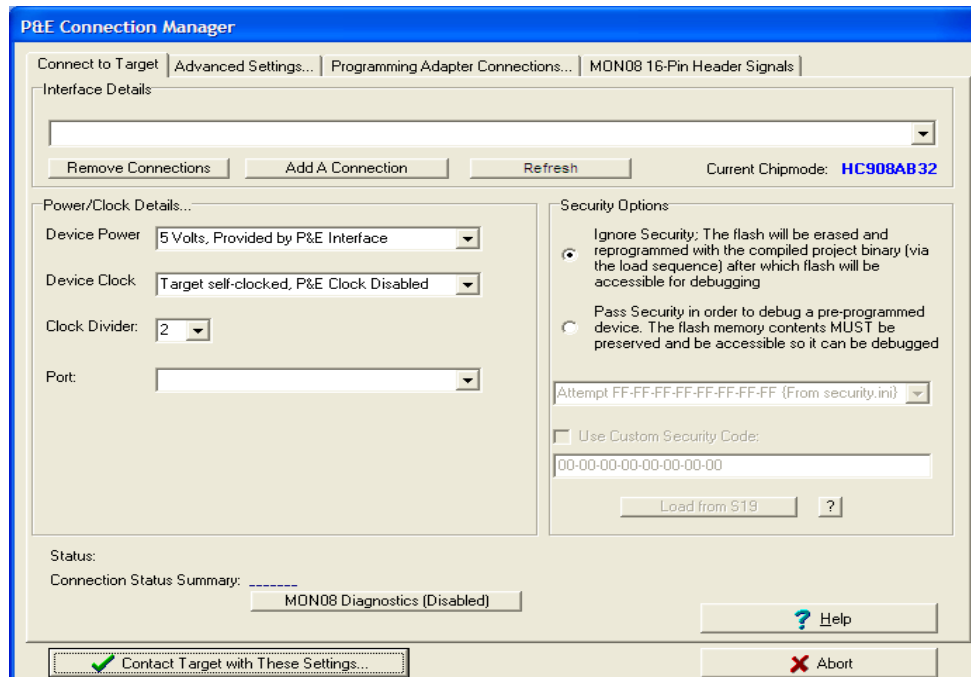 P&E Connection Manager
Connect to Target
Advanced Settings...
Programming Adapter Connections...
MON08 16-Pin Header Signals
Interface Details
Remove Connections
Add A Connection
Refresh
Current Chipmode: HC908AB32
Power/Clock Details...
Device Power
5 Volts, Provided by P&E Interface
Device Clock
Target self-clocked, P&E Clock Disabled
Clock Divider:
2
Port:
Security Options
Ignore Security; The flash will be erased and
reprogrammed with the compiled project binary (via
the load sequence) after which flash will be
accessible for debugging
Pass Security in order to debug a pre-programmed
device. The flash memory contents MUST be
preserved and be accessible so it can be debugged
Attempt FF-FF-FF-FF-FF-FF-FF-FF {From security.ini}
Use Custom Security Code:
00-00-00-00-00-00-00-00
Load from S19
?
Status:
Connection Status Summary: _______
MON08 Diagnostics (Disabled)
? Help
Contact Target with These Settings...
Abort